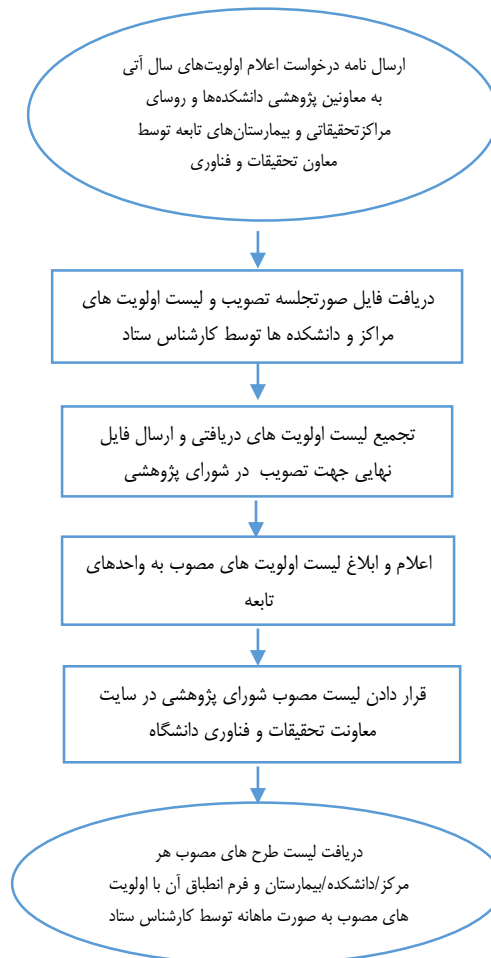 ارسال نامه درخواست اعلام اولویت‌های سال آتی
به معاونین پژوهشی دانشکده‌ها و روسای
مراکزتحقیقاتی و بیمارستان‌های تابعه توسط
معاون تحقیقات و فناوری
دریافت فایل صورتجلسه تصویب و لیست اولویت های
مراکز و دانشکده ها توسط کارشناس ستاد
تجمیع لیست اولویت های دریافتی و ارسال فایل
نهایی جهت تصویب در شورای پژوهشی
اعلام و ابلاغ لیست اولویت های مصوب به واحدهای
تابعه
قرار دادن لیست مصوب شورای پژوهشی در سایت
معاونت تحقیقات و فناوری دانشگاه
دریافت لیست طرح های مصوب هر
مرکز/دانشکده/بیمارستان و فرم انطباق آن با اولویت
های مصوب به صورت ماهانه توسط کارشناس ستاد